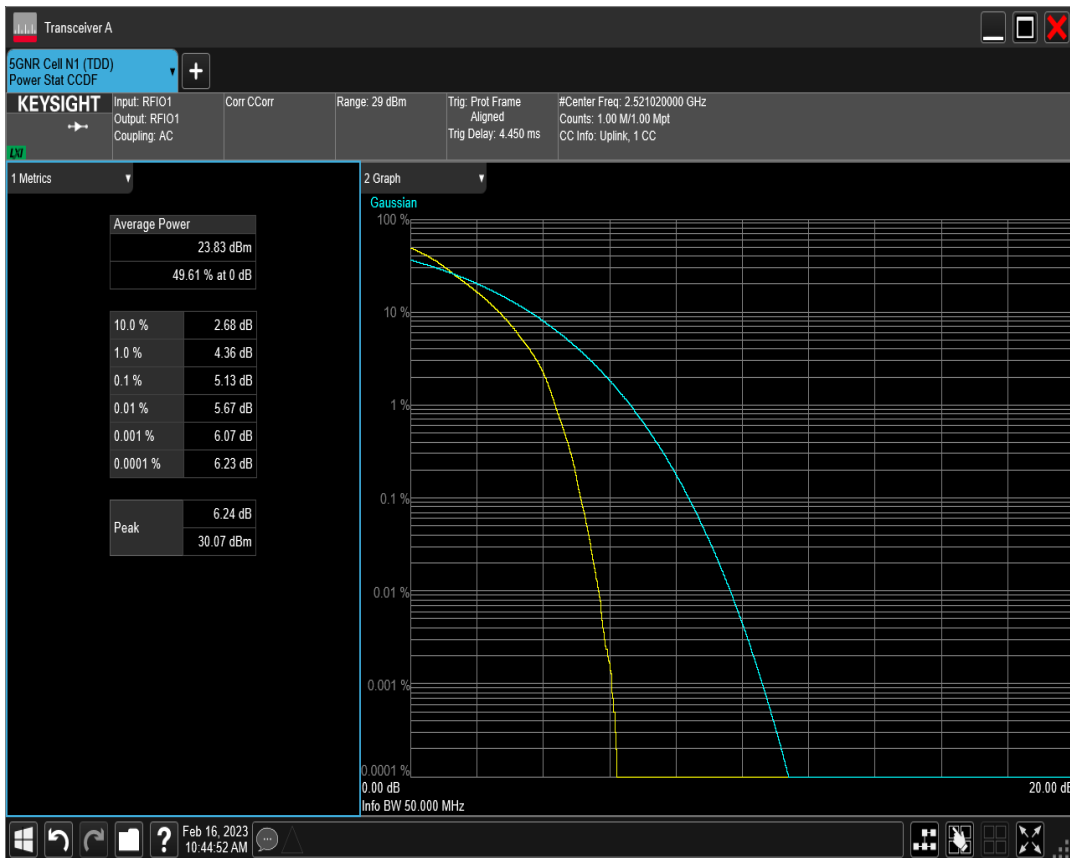 Transceiver A
5GNR Cell N1 (TDD)
Power Stat CCDF
+
KEYSIGHT
LXI
Input: RFIO1
Output: RFIO1
Coupling: AC
Corr CCorr
Range: 29 dBm
Trig: Prot Frame
Aligned
Trig Delay: 4.450 ms
#Center Freq: 2.521020000 GHz
Counts: 1.00 M/1.00 Mpt
CC Info: Uplink, 1 CC
1 Metrics
Average Power
23.83 dBm
49.61 % at 0 dB
10.0 % 2.68 dB
1.0 % 4.36 dB
0.1 % 5.13 dB
0.01 % 5.67 dB
0.001 % 6.07 dB
0.0001 % 6.23 dB
Peak
6.24 dB
30.07 dBm
2 Graph
Gaussian
100 %
10 %
1 %
0.1 %
0.01 %
0.001 %
0.0001 %
0.00 dB 20.00 dB
Info BW 50.000 MHz
?
Feb 16, 2023
10:44:52 AM